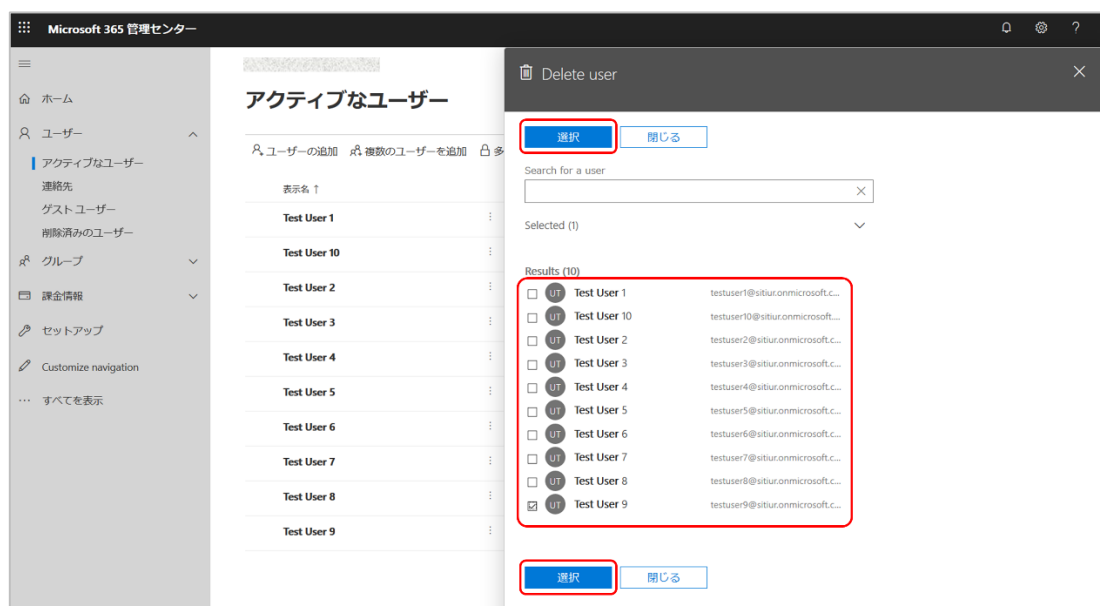 Microsoft 365 管理センター
?
ホーム
ユーザー
アクティブなユーザー
連絡先
ゲスト ユーザー
削除済みのユーザー
グループ
課金情報
セットアップ
Customize navigation
すべてを表示
アクティブなユーザー
ユーザーの追加 複数のユーザーを追加 多
表示名 ↑
Test User 1
Test User 10
Test User 2
Test User 3
Test User 4
Test User 5
Test User 6
Test User 7
Test User 8
Test User 9
Delete user
選択 閉じる
Search for a user
Selected (1)
Results (10)
UT Test User 1 testuser1@sitiur.onmicrosoft.c...
UT Test User 10 testuser10@sitiur.onmicrosoft....
UT Test User 2 testuser2@sitiur.onmicrosoft.c...
UT Test User 3 testuser3@sitiur.onmicrosoft.c...
UT Test User 4 testuser4@sitiur.onmicrosoft.c...
UT Test User 5 testuser5@sitiur.onmicrosoft.c...
UT Test User 6 testuser6@sitiur.onmicrosoft.c...
UT Test User 7 testuser7@sitiur.onmicrosoft.c...
UT Test User 8 testuser8@sitiur.onmicrosoft.c...
UT Test User 9 testuser9@sitiur.onmicrosoft.c...
選択 閉じる